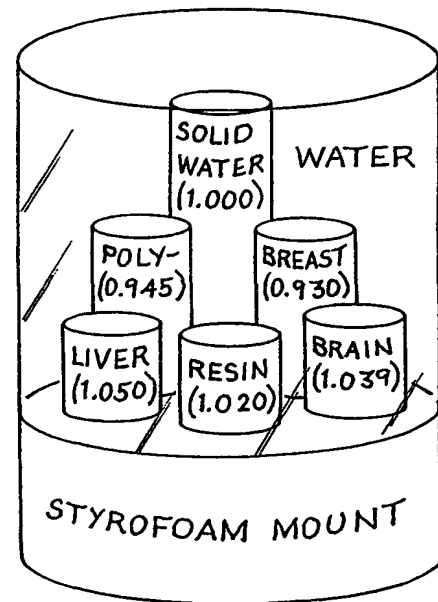 SOLID
WATER
(1.000)
WATER
POLY-
(0.945)
BREAST
(0.930)
LIVER
(1.050)
RESIN
(1.020)
BRAIN
(1.039)
STYROFOAM MOUNT